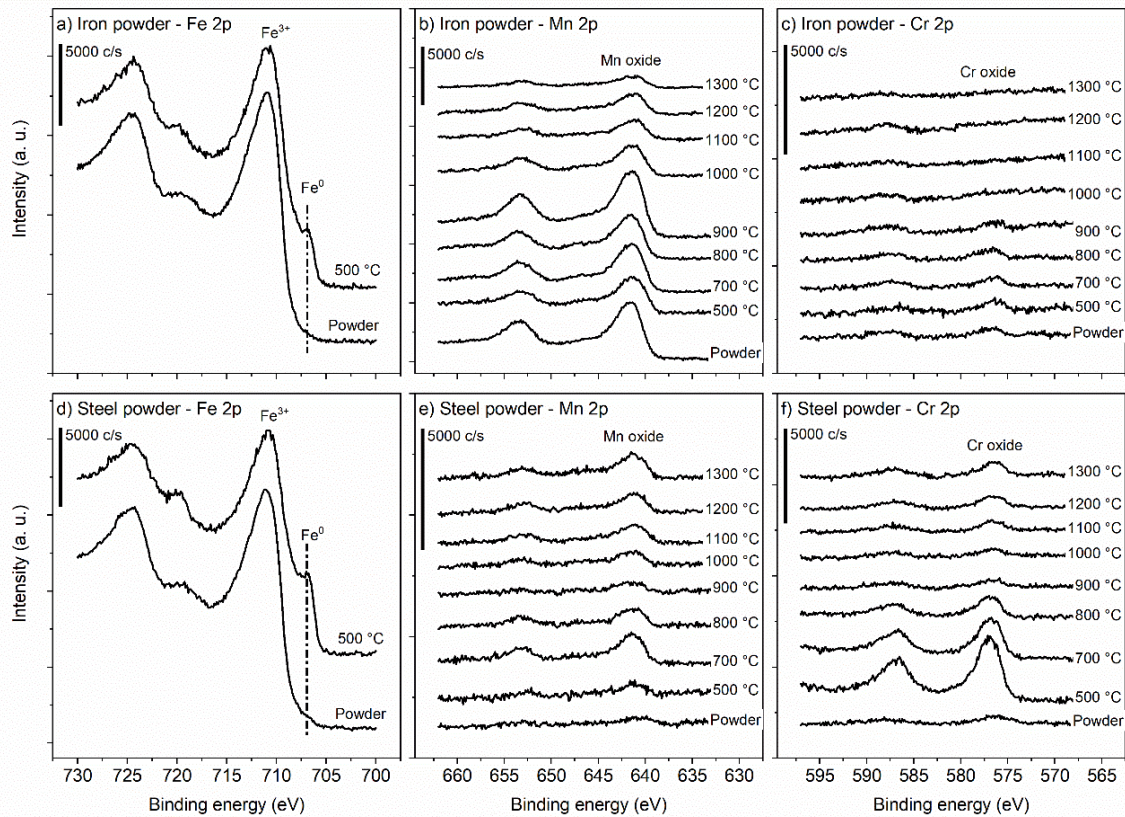 a) Iron powder - Fe 2p
5000 c/s
Fe3+
Fe0
500 °C
Powder
Intensity (a. u.)
b) Iron powder - Mn 2p
5000 c/s
Mn oxide
1300 °C
1200 °C
1100 °C
1000 °C
900 °C
800 °C
700 °C
500 °C
Powder
c) Iron powder - Cr 2p
5000 c/s
Cr oxide
1300 °C
1200 °C
1100 °C
1000 °C
900 °C
800 °C
700 °C
500 °C
Powder
d) Steel powder - Fe 2p
5000 c/s
Fe3+
Fe0
500 °C
Powder
Intensity (a. u.)
730 725 720 715 710 705 700
Binding energy (eV)
e) Steel powder - Mn 2p
5000 c/s
Mn oxide
1300 °C
1200 °C
1100 °C
1000 °C
900 °C
800 °C
700 °C
500 °C
Powder
660 655 650 645 640 635 630
Binding energy (eV)
f) Steel powder - Cr 2p
5000 c/s
Cr oxide
1300 °C
1200 °C
1100 °C
1000 °C
900 °C
800 °C
700 °C
500 °C
Powder
595 590 585 580 575 570 565
Binding energy (eV)